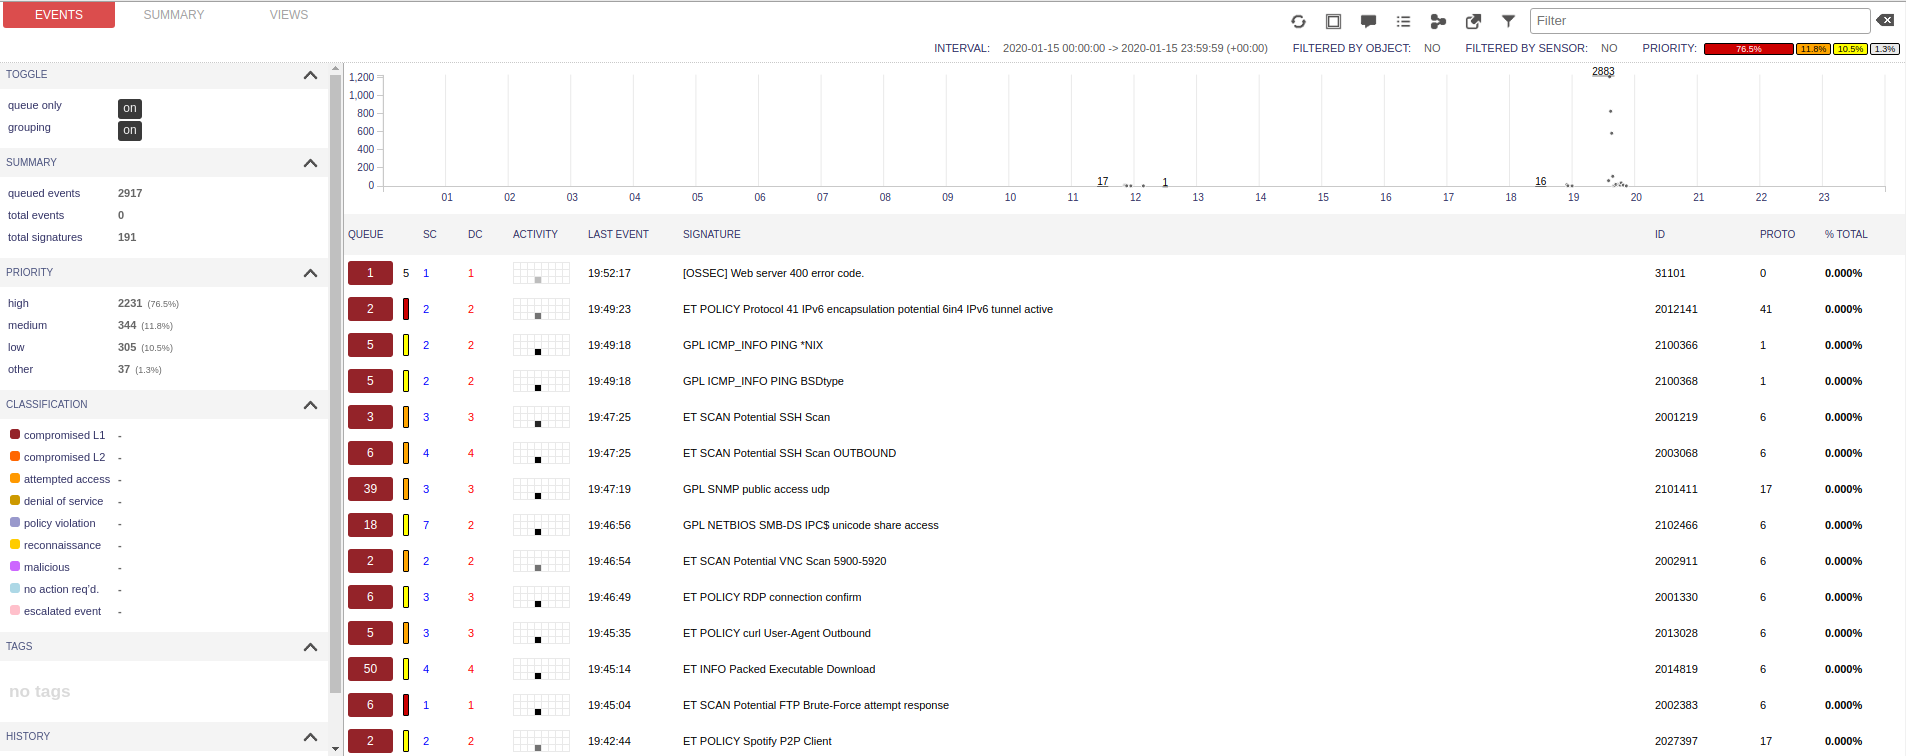 EVENTS SUMMARY VIEWS
Filter
INTERVAL: 2020-01-15 00:00:00 -> 2020-01-15 23:59:59 (+00:00) FILTERED BY OBJECT: NO FILTERED BY SENSOR: NO PRIORITY: 76.5% 11.8% 10.5% 1.3%
TOGGLE
queue only on
grouping on
SUMMARY
queued events 2917
total events 0
total signatures 191
PRIORITY
high 2231 (76.5%)
medium 344 (11.8%)
low 305 (10.5%)
other 37 (1.3%)
CLASSIFICATION
compromised L1 -
compromised L2 -
attempted access -
denial of service -
policy violation -
reconnaissance -
malicious -
no action req'd. -
escalated event -
TAGS
no tags
HISTORY
2883
1,200
1,000
800
600
400
200
0
17 1 16
01 02 03 04 05 06 07 08 09 10 11 12 13 14 15 16 17 18 19 20 21 22 23
QUEUE SC DC ACTIVITY LAST EVENT SIGNATURE ID PROTO % TOTAL
1 5 1 1 19:52:17 [OSSEC] Web server 400 error code. 31101 0 0.000%
2 2 2 19:49:23 ET POLICY Protocol 41 IPv6 encapsulation potential 6in4 IPv6 tunnel active 2012141 41 0.000%
5 2 2 19:49:18 GPL ICMP_INFO PING *NIX 2100366 1 0.000%
5 2 2 19:49:18 GPL ICMP_INFO PING BSDtype 2100368 1 0.000%
3 3 3 19:47:25 ET SCAN Potential SSH Scan 2001219 6 0.000%
6 4 4 19:47:25 ET SCAN Potential SSH Scan OUTBOUND 2003068 6 0.000%
39 3 3 19:47:19 GPL SNMP public access udp 2101411 17 0.000%
18 7 2 19:46:56 GPL NETBIOS SMB-DS IPC$ unicode share access 2102466 6 0.000%
2 2 2 19:46:54 ET SCAN Potential VNC Scan 5900-5920 2002911 6 0.000%
6 3 3 19:46:49 ET POLICY RDP connection confirm 2001330 6 0.000%
5 3 3 19:45:35 ET POLICY curl User-Agent Outbound 2013028 6 0.000%
50 4 4 19:45:14 ET INFO Packed Executable Download 2014819 6 0.000%
6 1 1 19:45:04 ET SCAN Potential FTP Brute-Force attempt response 2002383 6 0.000%
2 2 2 19:42:44 ET POLICY Spotify P2P Client 2027397 17 0.000%